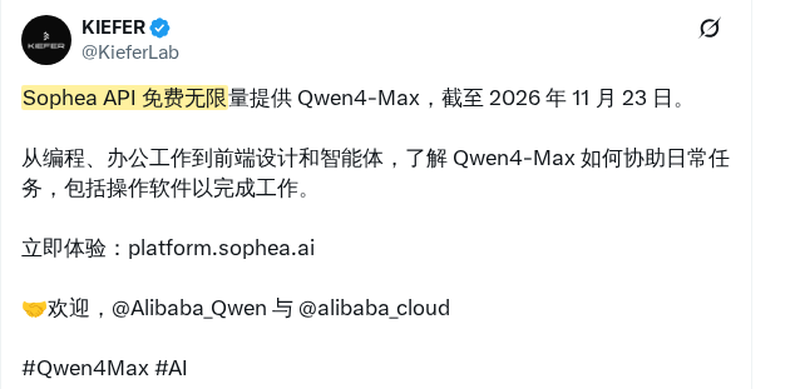 KIEFER
@KieferLab
KIEFER
Sophea API 免费无限量提供 Qwen4-Max，截至 2026 年 11 月 23 日。
从编程、办公工作到前端设计和智能体，了解 Qwen4-Max 如何协助日常任
务，包括操作软件以完成工作。
立即体验：platform.sophea.ai
🤝欢迎，@Alibaba_Qwen 与 @alibaba_cloud
#Qwen4Max #AI